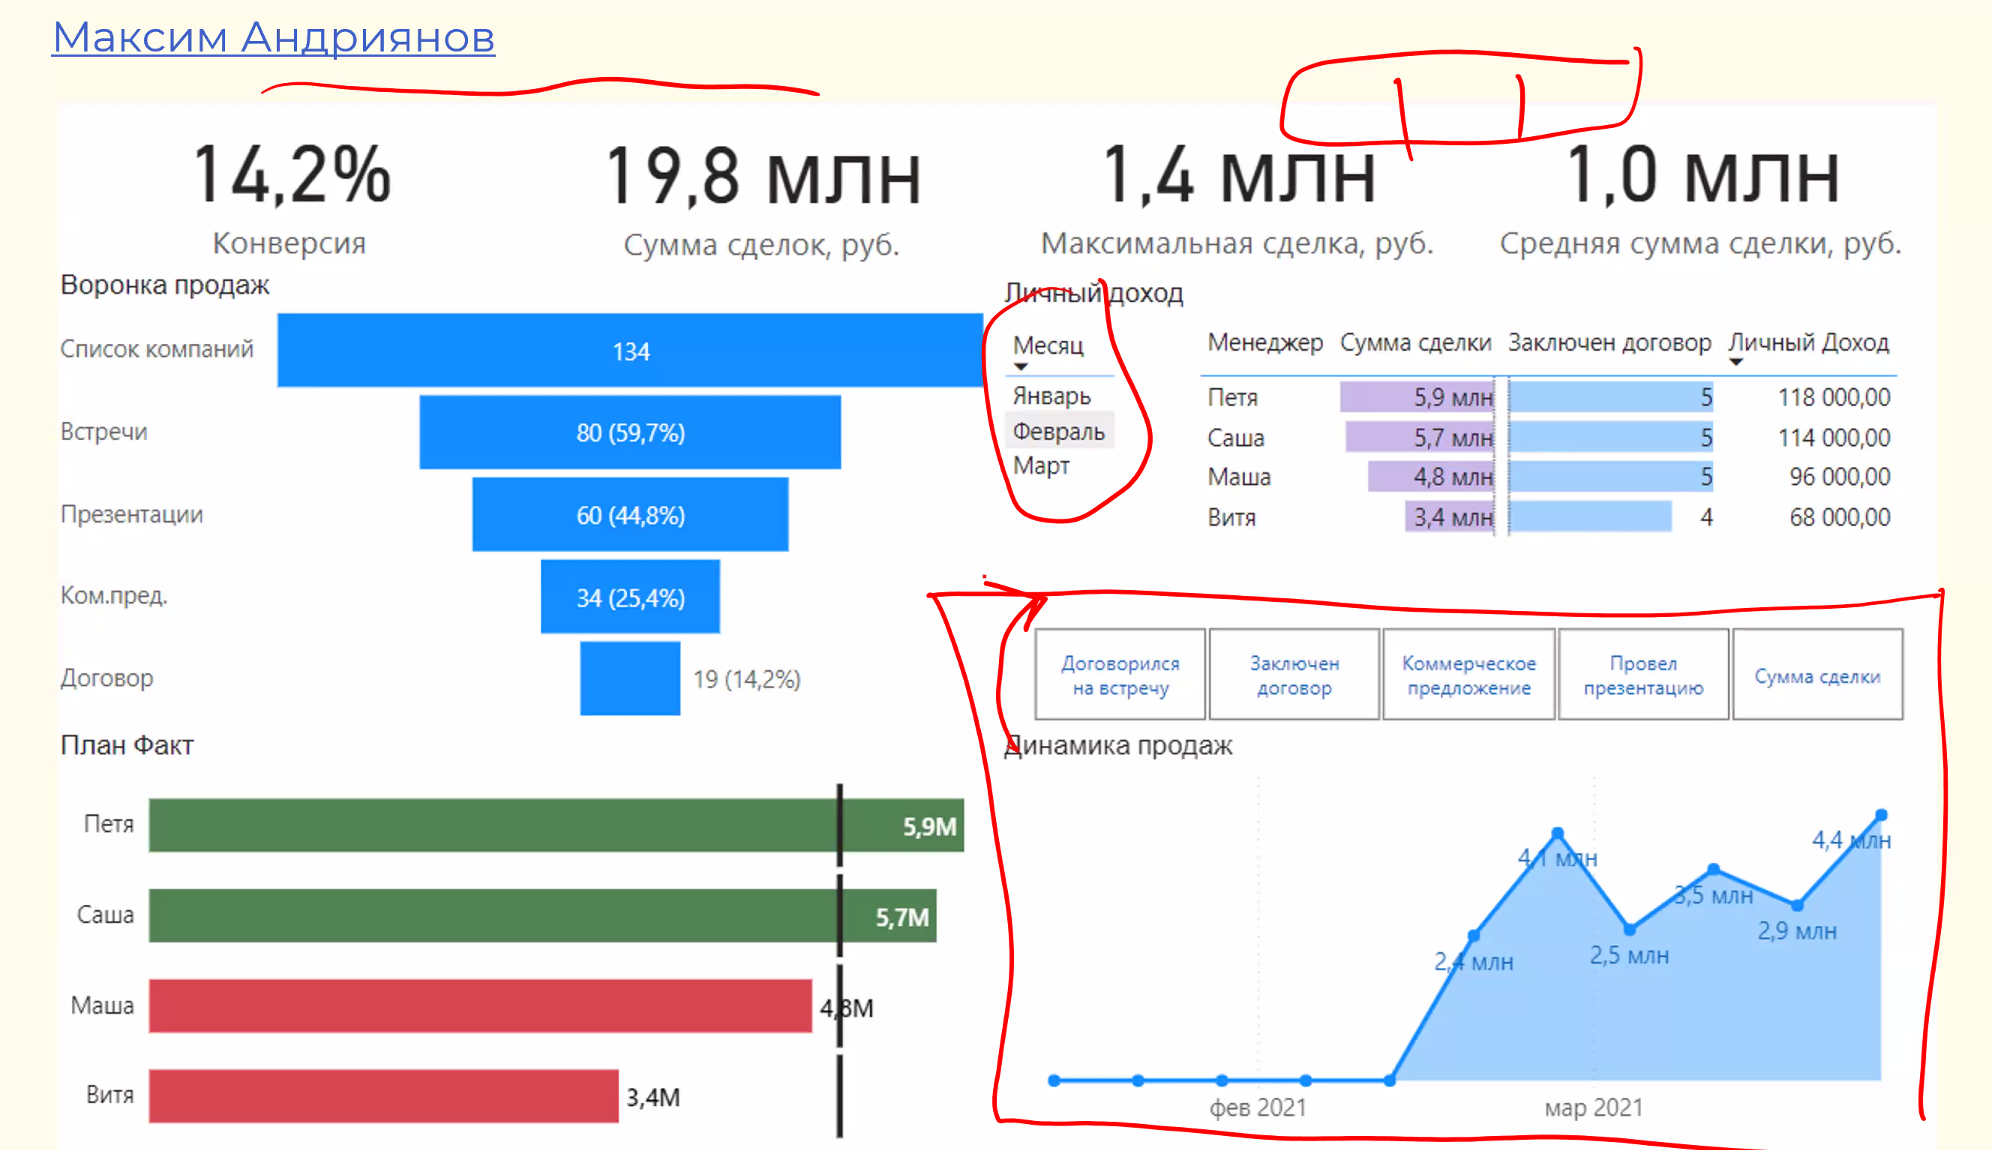 Максим Андриянов
14,2%
Конверсия
19,8 млн
Сумма сделок, руб.
1,4 млн
Максимальная сделка, руб.
1,0 млн
Средняя сумма сделки, руб.
Воронка продаж
Список компаний
134
Встречи
80 (59,7%)
Презентации
60 (44,8%)
Ком.пред.
34 (25,4%)
Договор
19 (14,2%)
Личный доход
Месяц
Январь
Февраль
Март
Менеджер Сумма сделки Заключен договор Личный Доход
Петя 5,9 млн 5 118 000,00
Саша 5,7 млн 5 114 000,00
Маша 4,8 млн 5 96 000,00
Витя 3,4 млн 4 68 000,00
План Факт
Петя 5,9М
Саша 5,7М
Маша 4,8М
Витя 3,4М
Договорился
на встречу
Заключен
договор
Коммерческое
предложение
Провел
презентацию
Сумма сделки
Динамика продаж
2,4 млн
4,1 млн
2,5 млн
3,5 млн
2,9 млн
4,4 млн
фев 2021
мар 2021